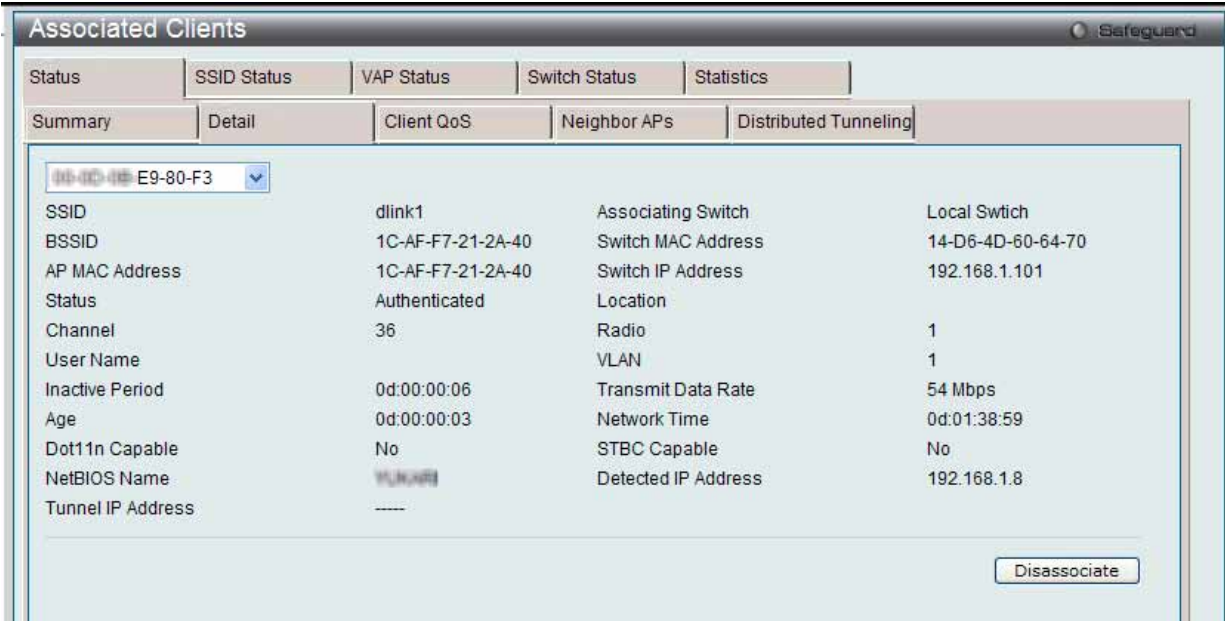 Associated Clients
Safeguard
Status SSID Status VAP Status Switch Status Statistics
Summary Detail Client QoS Neighbor APs Distributed Tunneling
E9-80-F3
SSID dlink1 Associating Switch Local Swtich
BSSID 1C-AF-F7-21-2A-40 Switch MAC Address 14-D6-4D-60-64-70
AP MAC Address 1C-AF-F7-21-2A-40 Switch IP Address 192.168.1.101
Status Authenticated Location
Channel 36 Radio 1
User Name VLAN 1
Inactive Period 0d:00:00:06 Transmit Data Rate 54 Mbps
Age 0d:00:00:03 Network Time 0d:01:38:59
Dot11n Capable No STBC Capable No
NetBIOS Name Detected IP Address 192.168.1.8
Tunnel IP Address -----
Disassociate